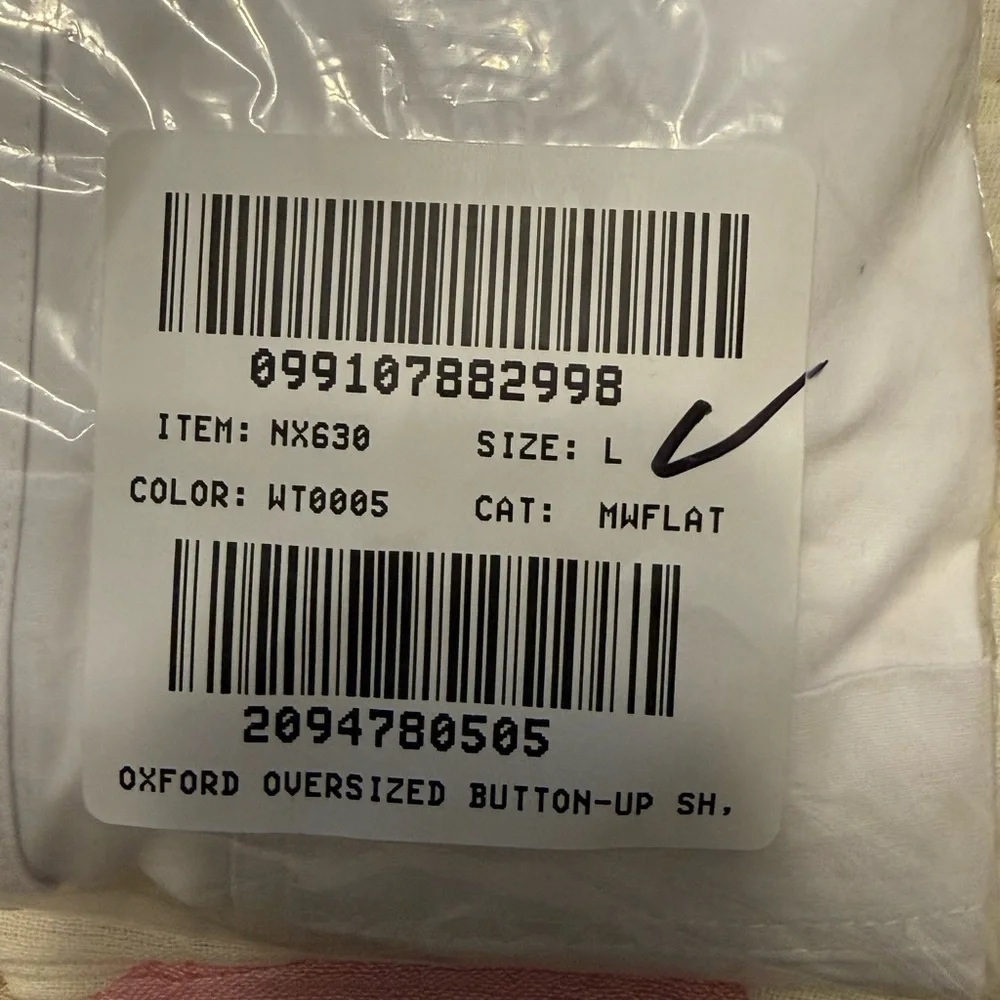 099107882998
ITEM: NX630 SIZE: L
COLOR: WT0005 CAT: MWFLAT
2094780505
OXFORD OVERSIZED BUTTON-UP SH,